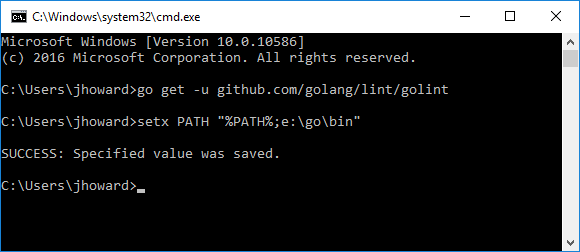 C:\Windows\system32\cmd.exe
Microsoft Windows [Version 10.0.10586]
(c) 2016 Microsoft Corporation. All rights reserved.
C:\Users\jhoward>go get -u github.com/golang/lint/golint
C:\Users\jhoward>setx PATH "%PATH%;e:\go\bin"
SUCCESS: Specified value was saved.
C:\Users\jhoward>